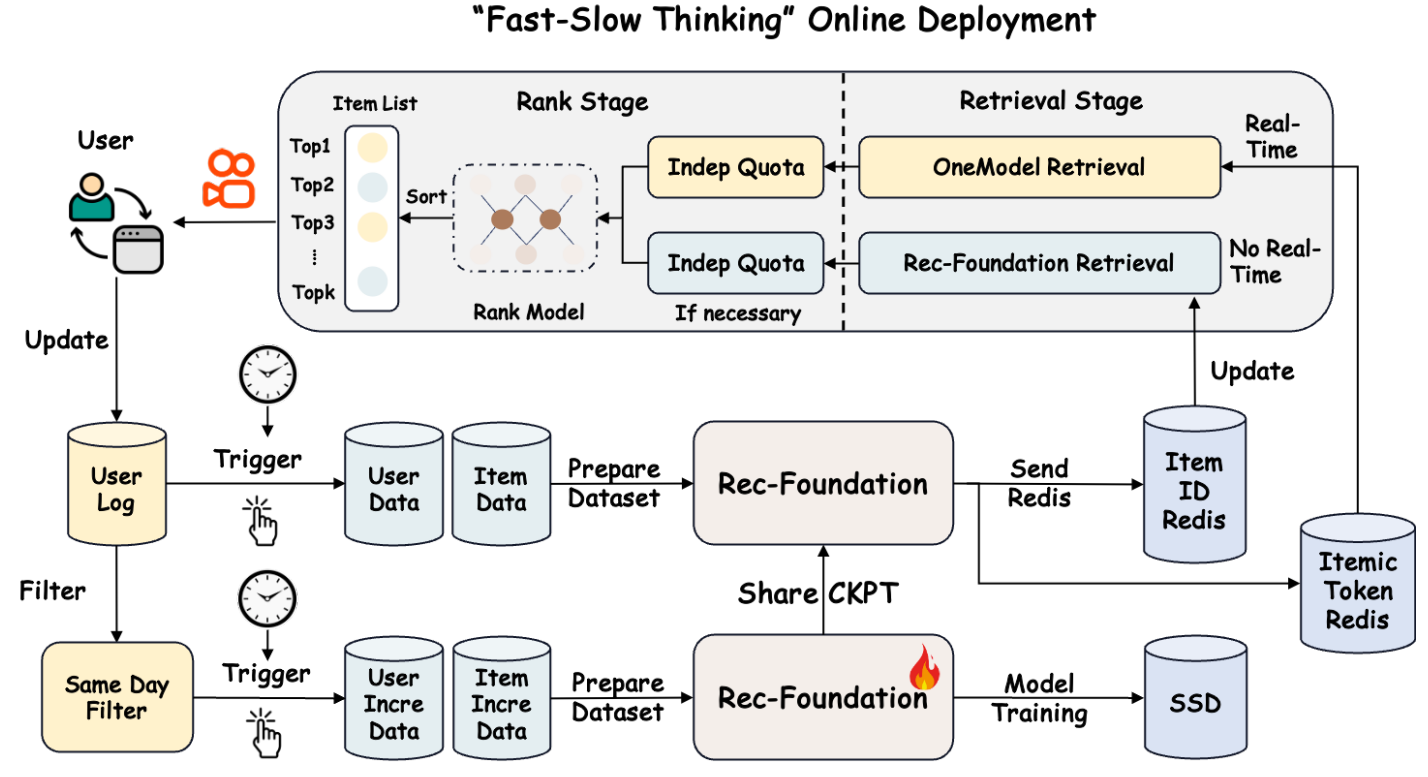 “Fast-Slow Thinking” Online Deployment
Item List
Rank Stage
Retrieval Stage
User
Top1
Top2
Top3
Topk
Sort
Rank Model
Indep Quota
Indep Quota
If necessary
OneModel Retrieval
Rec-Foundation Retrieval
Real-
Time
No Real-
Time
Update
Update
User
Log
Trigger
User
Data
Item
Data
Prepare
Dataset
Rec-Foundation
Send
Redis
Item
ID
Redis
Itemic
Token
Redis
Filter
Share CKPT
Same Day
Filter
Trigger
User
Incre
Data
Item
Incre
Data
Prepare
Dataset
Rec-Foundation
Model
Training
SSD